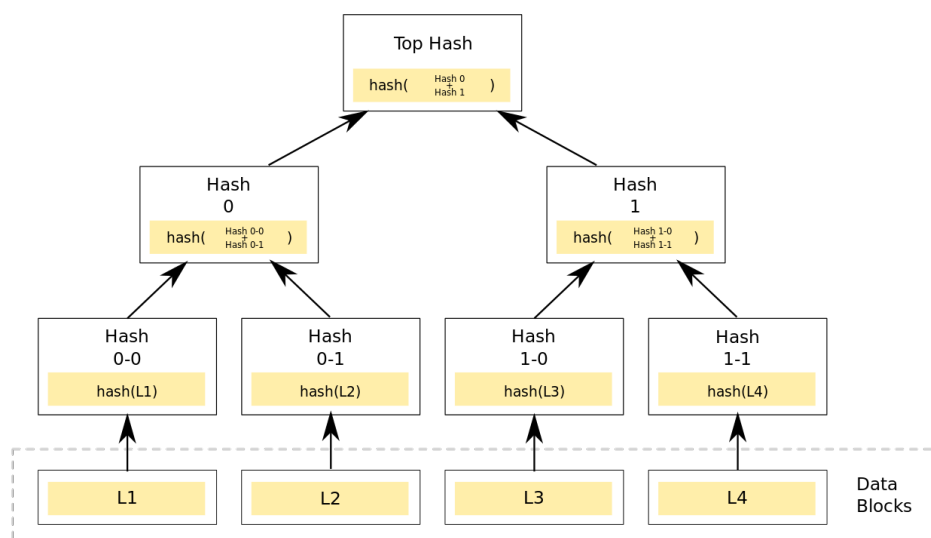 Top Hash
hash( Hash 0 + Hash 1 )
Hash
0
hash( Hash 0-0 + Hash 0-1 )
Hash
1
hash( Hash 1-0 + Hash 1-1 )
Hash
0-0
hash(L1)
Hash
0-1
hash(L2)
Hash
1-0
hash(L3)
Hash
1-1
hash(L4)
L1
L2
L3
L4
Data
Blocks